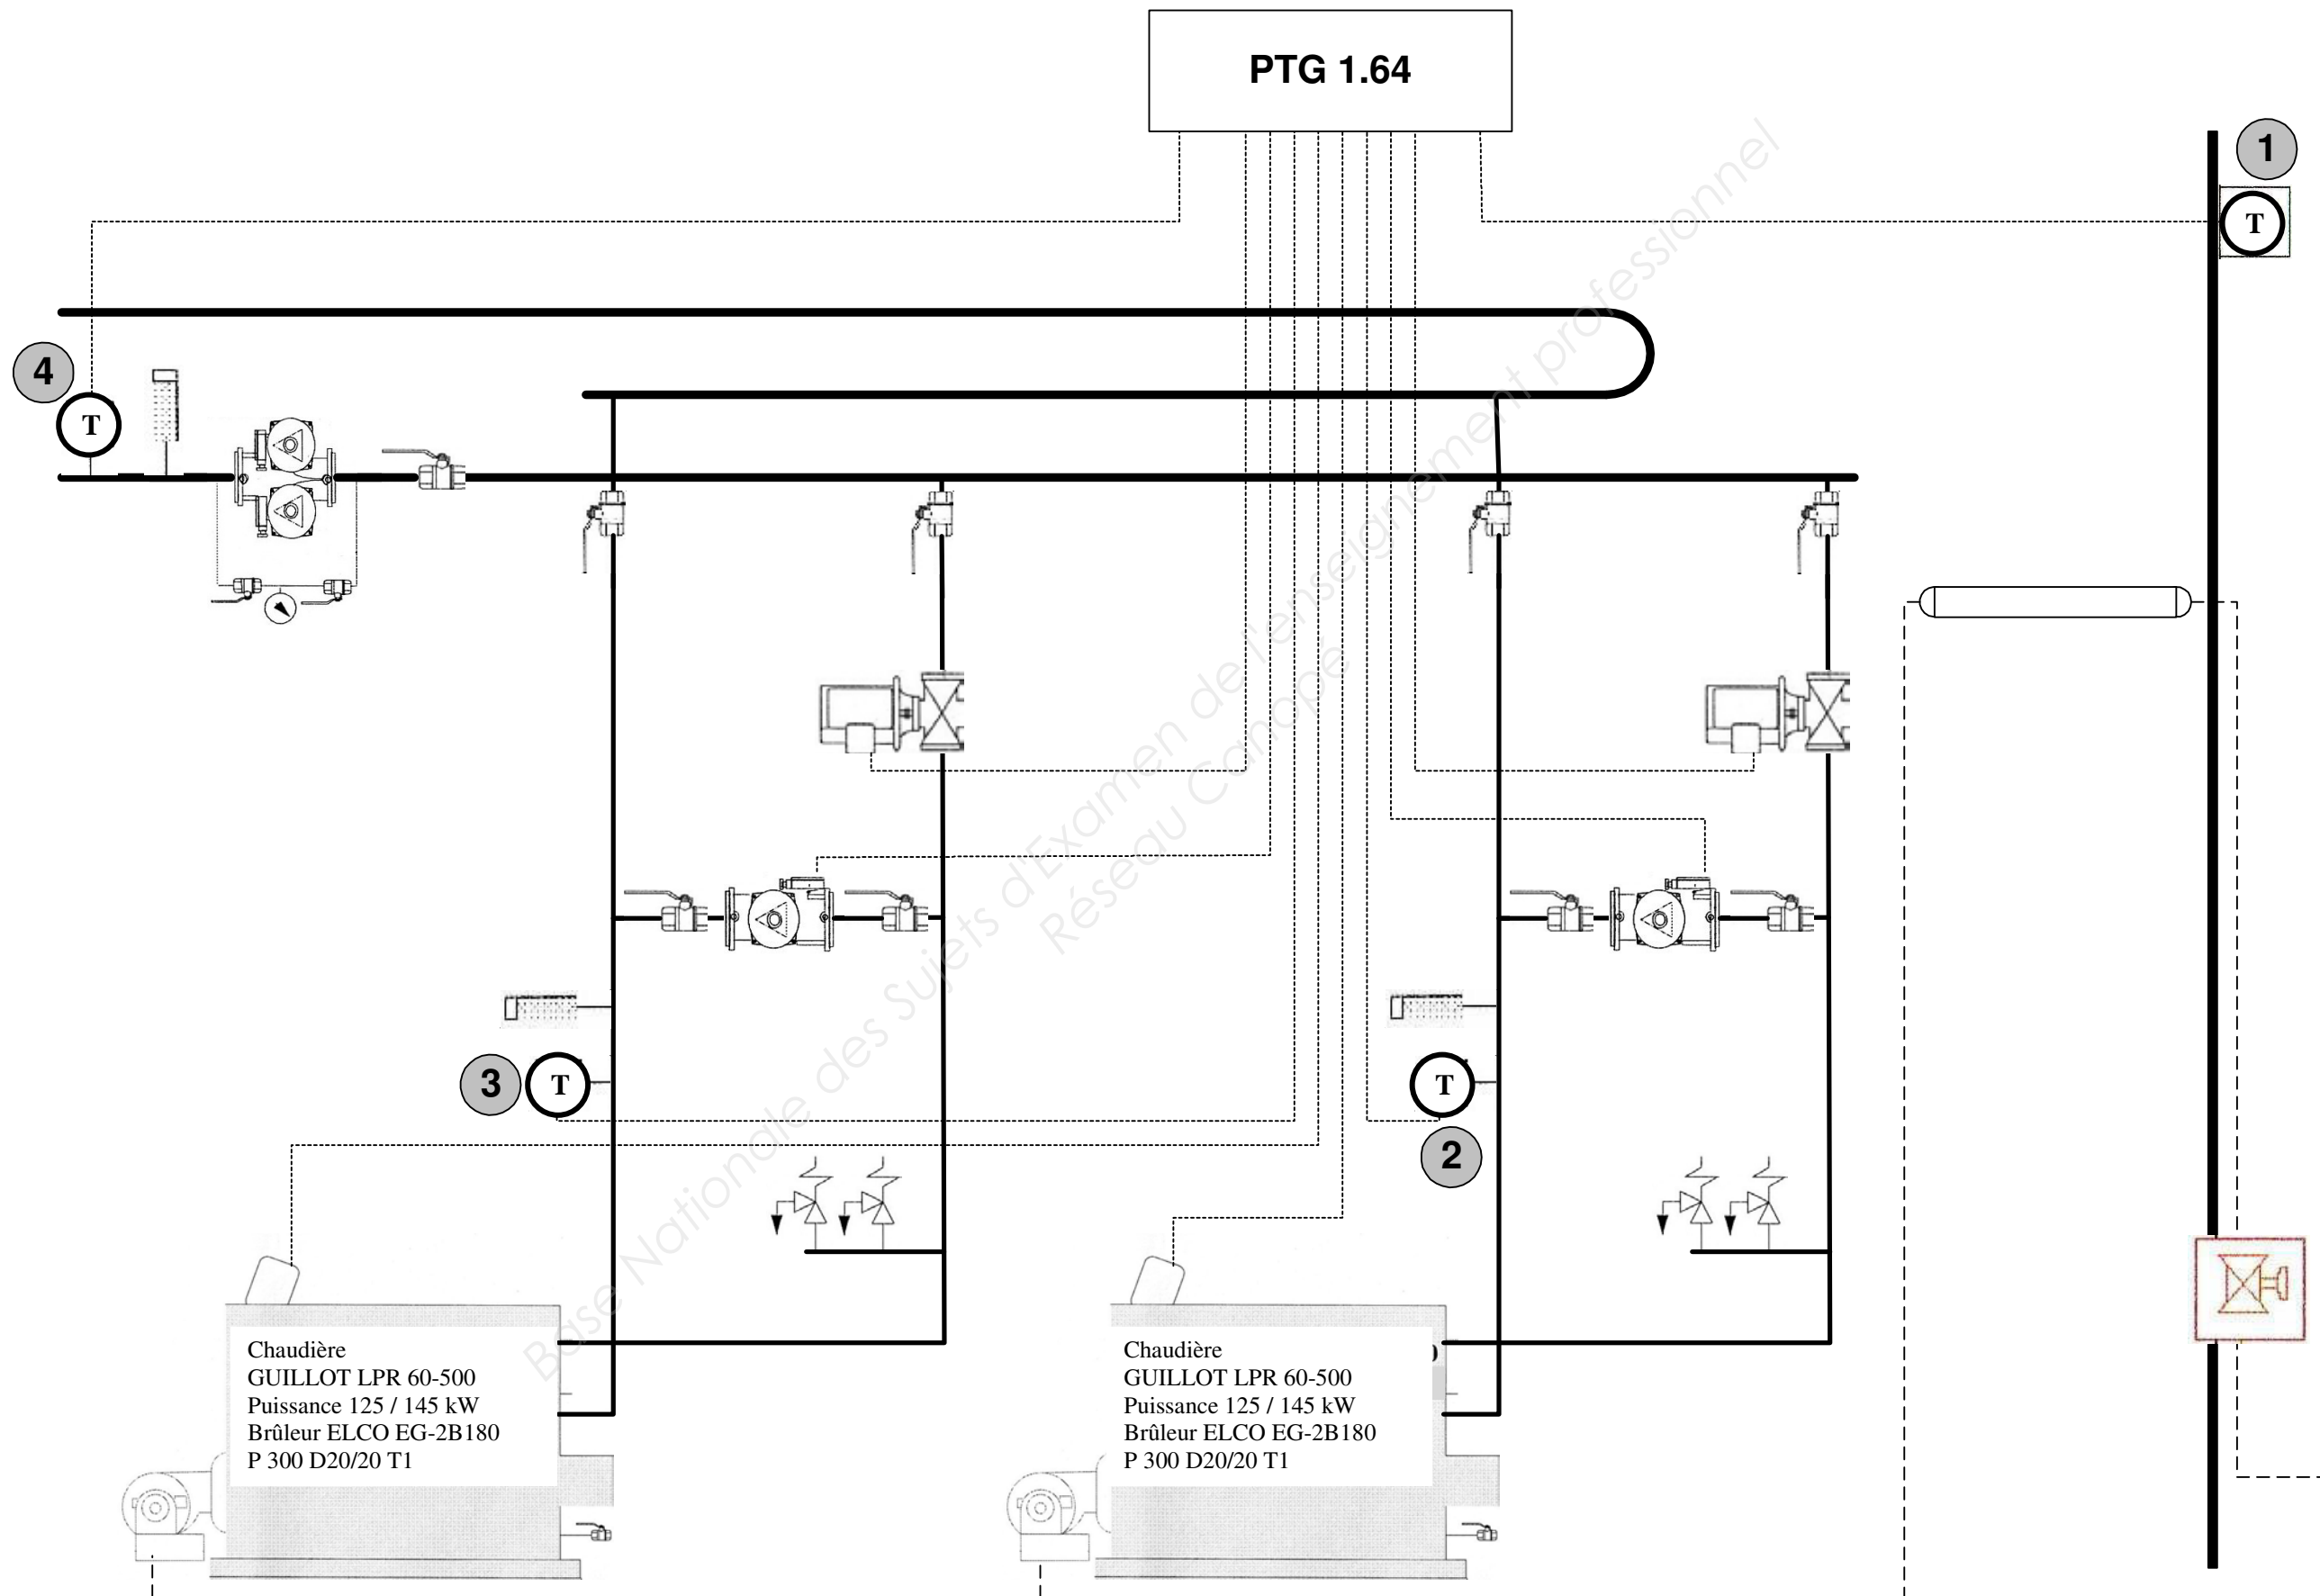 PTG 1.64
1
T
4
T
3
T
T
2
Chaudière
GUILLOT LPR 60-500
Puissance 125 / 145 kW
Brûleur ELCO EG-2B180
P 300 D20/20 T1
Chaudière
GUILLOT LPR 60-500
Puissance 125 / 145 kW
Brûleur ELCO EG-2B180
P 300 D20/20 T1
Base Nationale des Sujets d'Examen de l'enseignement professionnel
Réseau Canopé